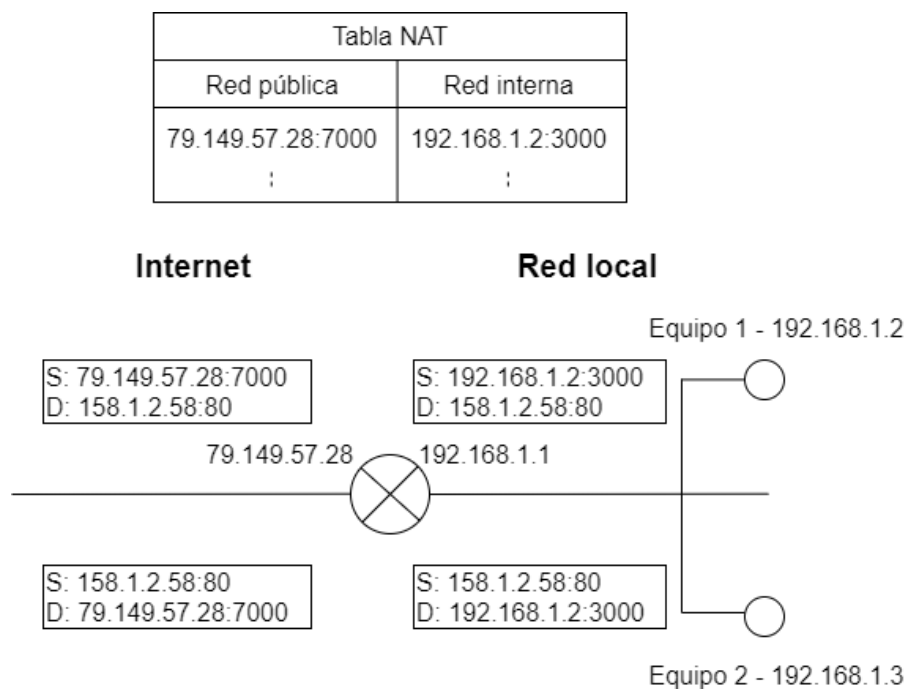 Tabla NAT
Red pública Red interna
79.149.57.28:7000 192.168.1.2:3000
Internet Red local
Equipo 1 - 192.168.1.2
S: 79.149.57.28:7000
D: 158.1.2.58:80
S: 192.168.1.2:3000
D: 158.1.2.58:80
79.149.57.28 192.168.1.1
S: 158.1.2.58:80
D: 79.149.57.28:7000
S: 158.1.2.58:80
D: 192.168.1.2:3000
Equipo 2 - 192.168.1.3